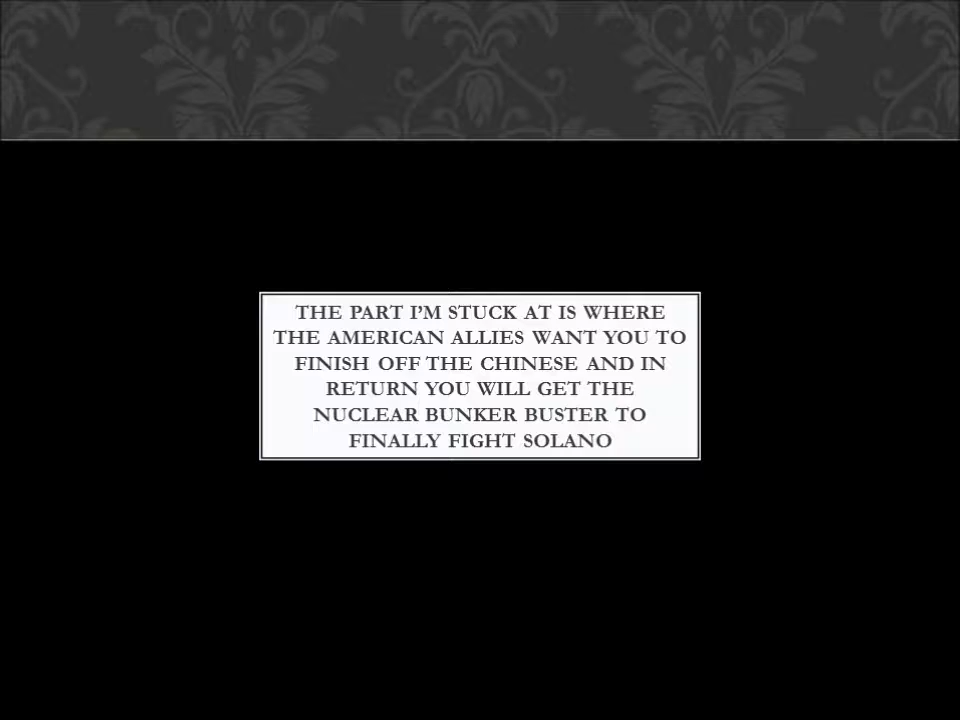 THE PART I'M STUCK AT IS WHERE
THE AMERICAN ALLIES WANT YOU TO
FINISH OFF THE CHINESE AND IN
RETURN YOU WILL GET THE
NUCLEAR BUNKER BUSTER TO
FINALLY FIGHT SOLANO